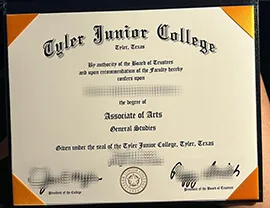 Tyler Junior College
Tyler, Texas
By authority of the Board of Trustees
and upon recommendation of the Faculty hereby
confers upon
the degree of
Associate of Arts
General Studies
Given under the seal of the Tyler Junior College, Tyler, Texas
President of the College
President of the Board of Trustees